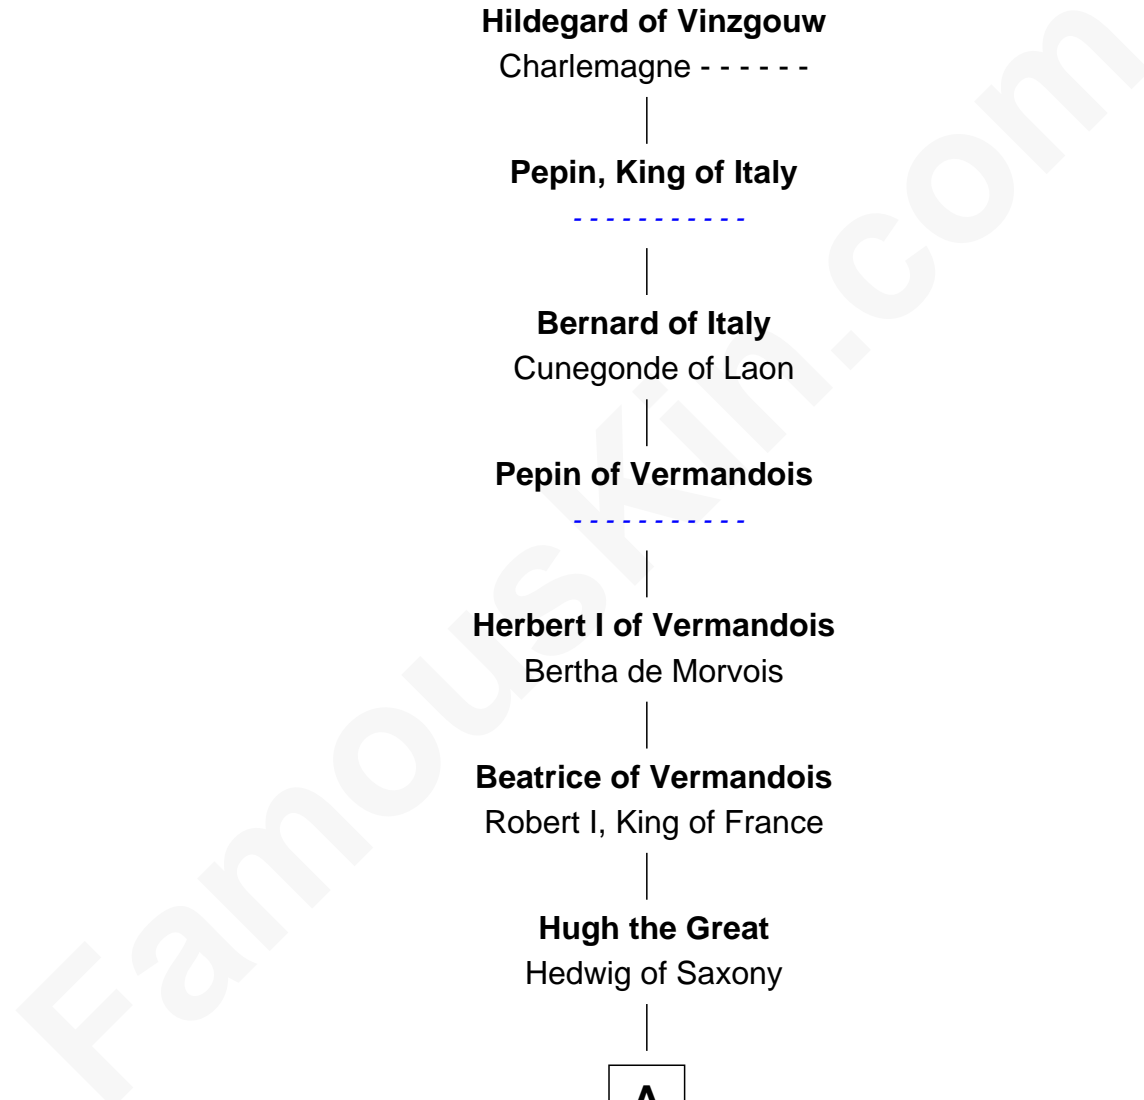 Hildegard of Vinzgouw
Charlemagne - - - - - -
Pepin, King of Italy
- - - - - - - - - - -
Bernard of Italy
Cunegonde of Laon
Pepin of Vermandois
- - - - - - - - - - -
Herbert I of Vermandois
Bertha de Morvois
Beatrice of Vermandois
Robert I, King of France
Hugh the Great
Hedwig of Saxony
A
FamousKin.com